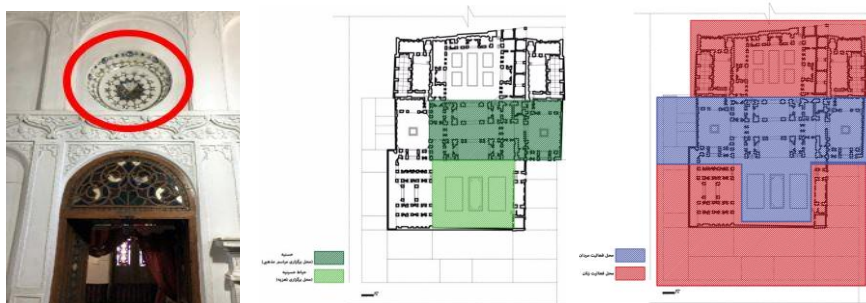 حسینیه
(محل برگزاری مراسم مذهبی)
حیاط حسینیه
(محل برگزاری تعزیه)
محل فعالیت مردان
محل فعالیت زنان